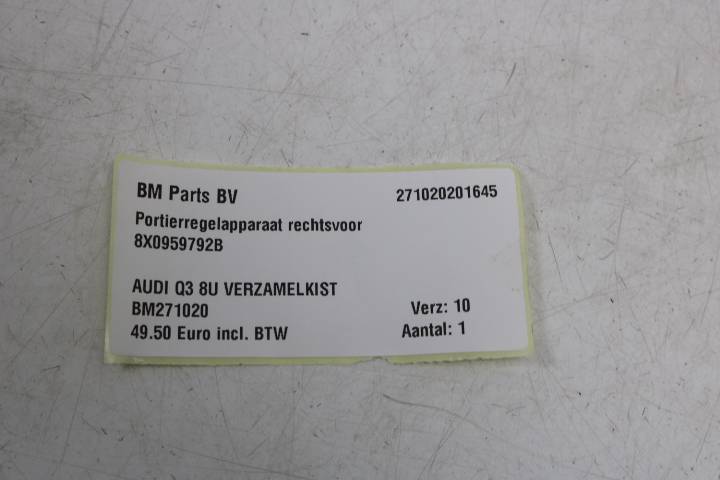 BM Parts BV 271020201645
Portierregelapparaat rechtsvoor
8X0959792B
AUDI Q3 8U VERZAMELKIST
BM271020 Verz: 10
49.50 Euro incl. BTW Aantal: 1